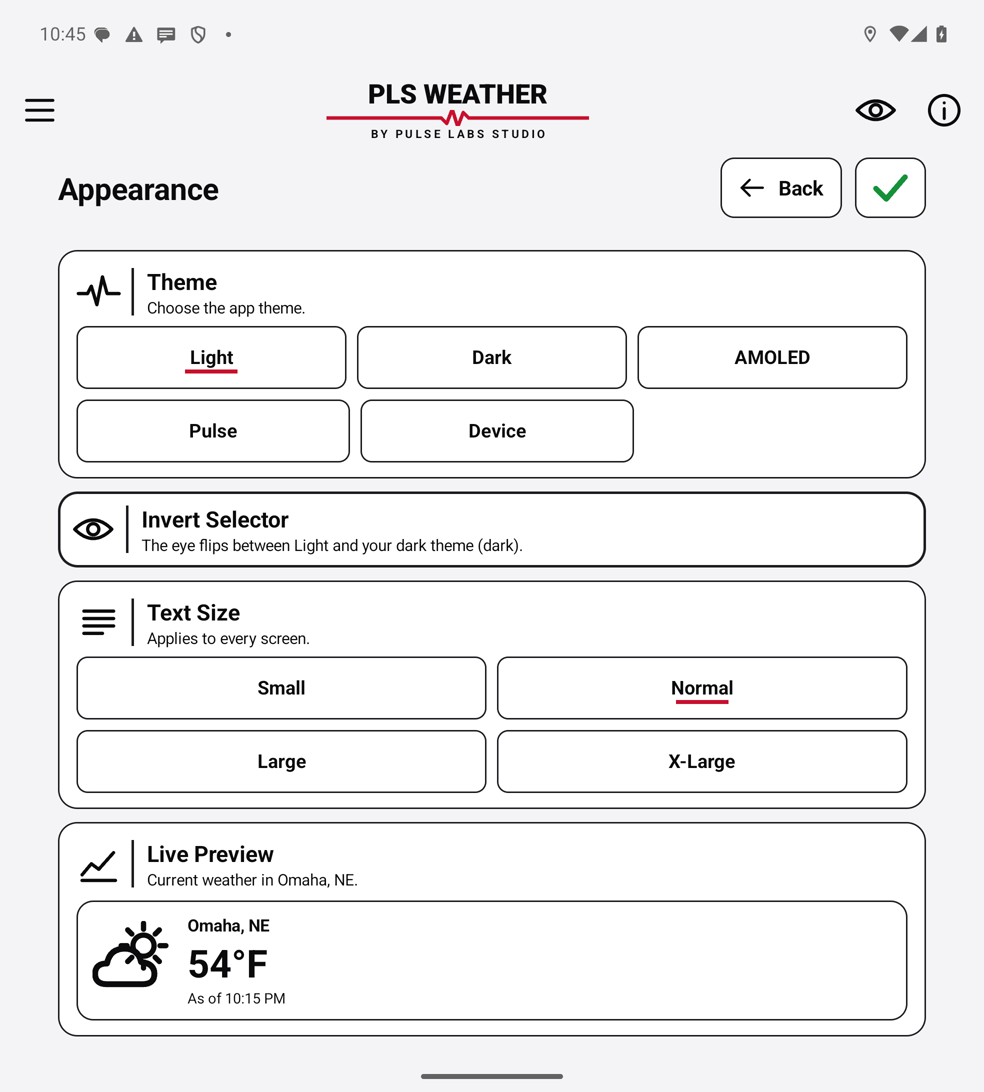 10:45
PLS WEATHER
BY PULSE LABS STUDIO
Appearance
Back
Theme
Choose the app theme.
Light
Dark
AMOLED
Pulse
Device
Invert Selector
The eye flips between Light and your dark theme (dark).
Text Size
Applies to every screen.
Small
Normal
Large
X-Large
Live Preview
Current weather in Omaha, NE.
Omaha, NE
54°F
As of 10:15 PM